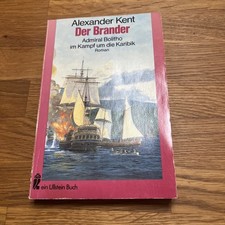 Alexander Kent
Der Brander
Admiral Bolitho
im Kampf um die Karibik
Roman
ein Ullstein Buch